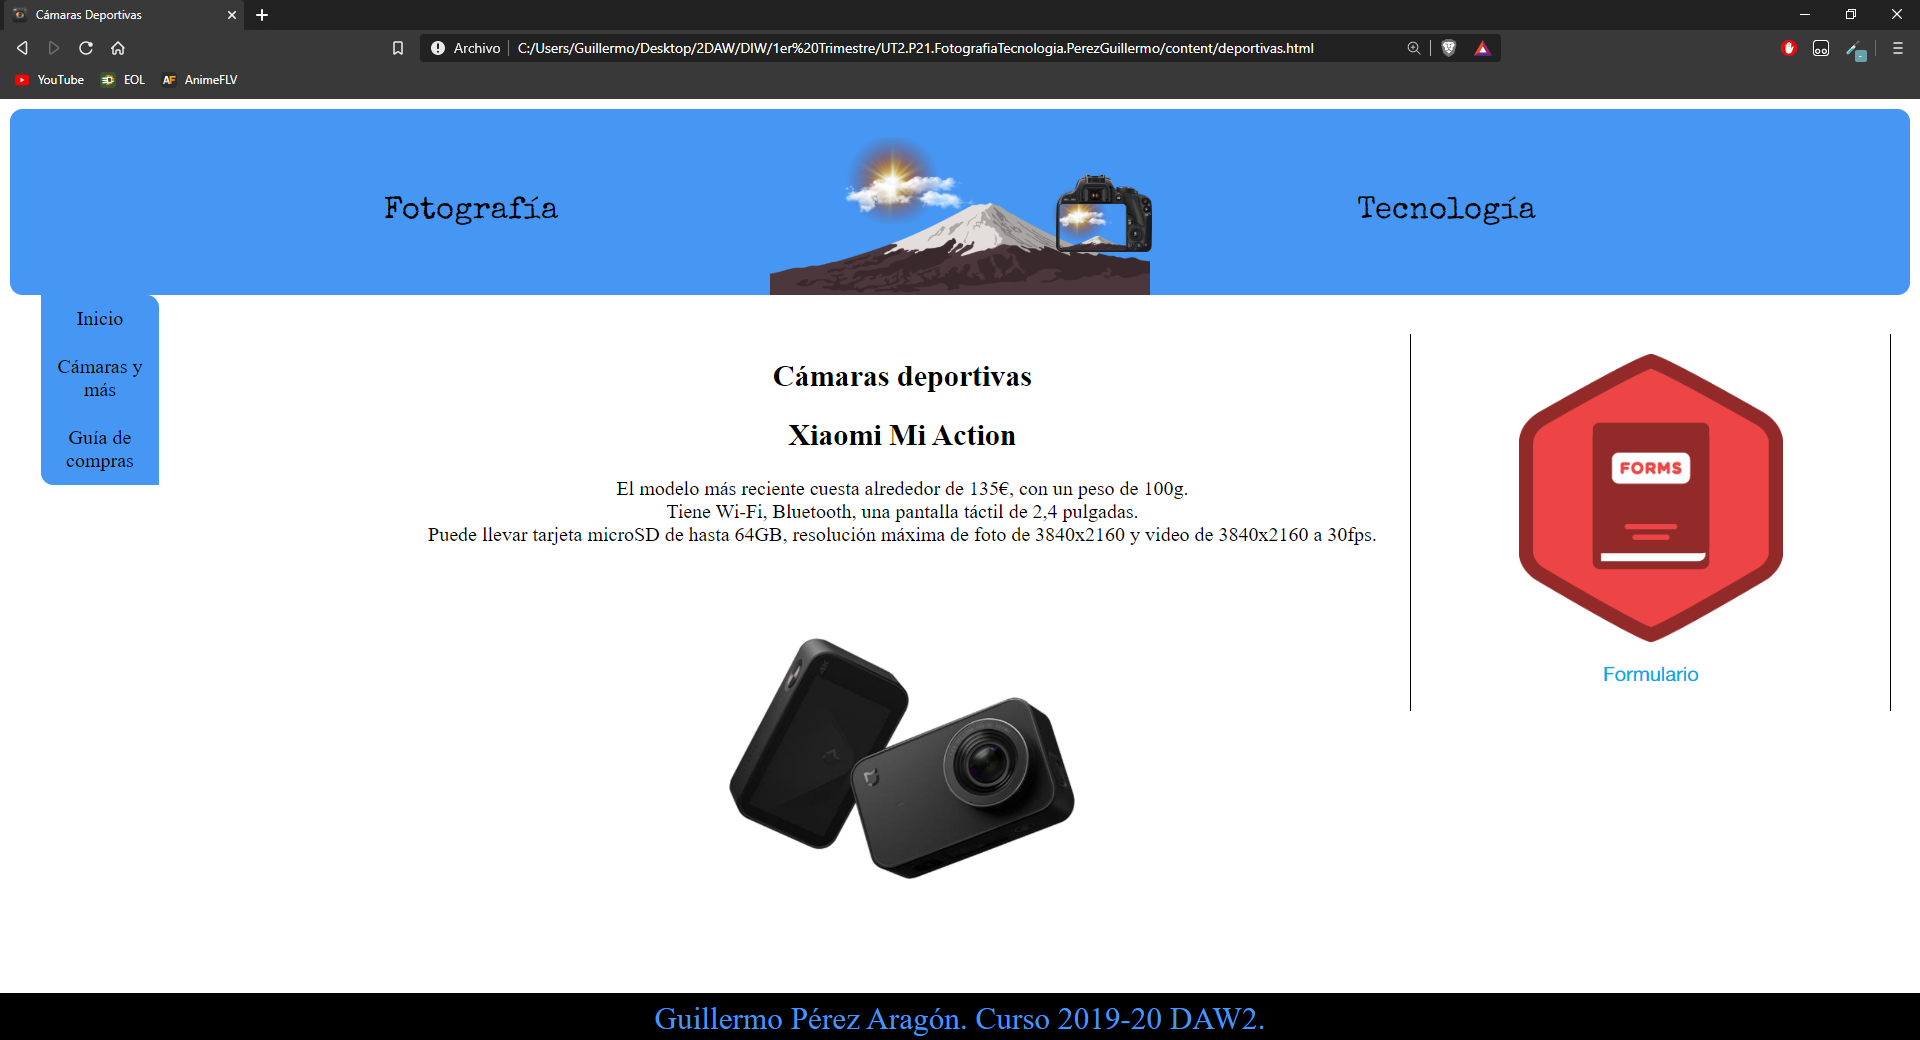 Cámaras Deportivas
Archivo
C:/Users/Guillermo/Desktop/2DAW/DIW/1er%20Trimestre/UT2.P21.FotografiaTecnologia.PerezGuillermo/content/deportivas.html
YouTube
EOL
AF
AnimeFLV
Fotografía
Tecnología
Inicio
Cámaras y
más
Guía de
compras
Cámaras deportivas
Xiaomi Mi Action
El modelo más reciente cuesta alrededor de 135€, con un peso de 100g.
Tiene Wi-Fi, Bluetooth, una pantalla táctil de 2,4 pulgadas.
Puede llevar tarjeta microSD de hasta 64GB, resolución máxima de foto de 3840x2160 y video de 3840x2160 a 30fps.
FORMS
Formulario
Guillermo Pérez Aragón. Curso 2019-20 DAW2.